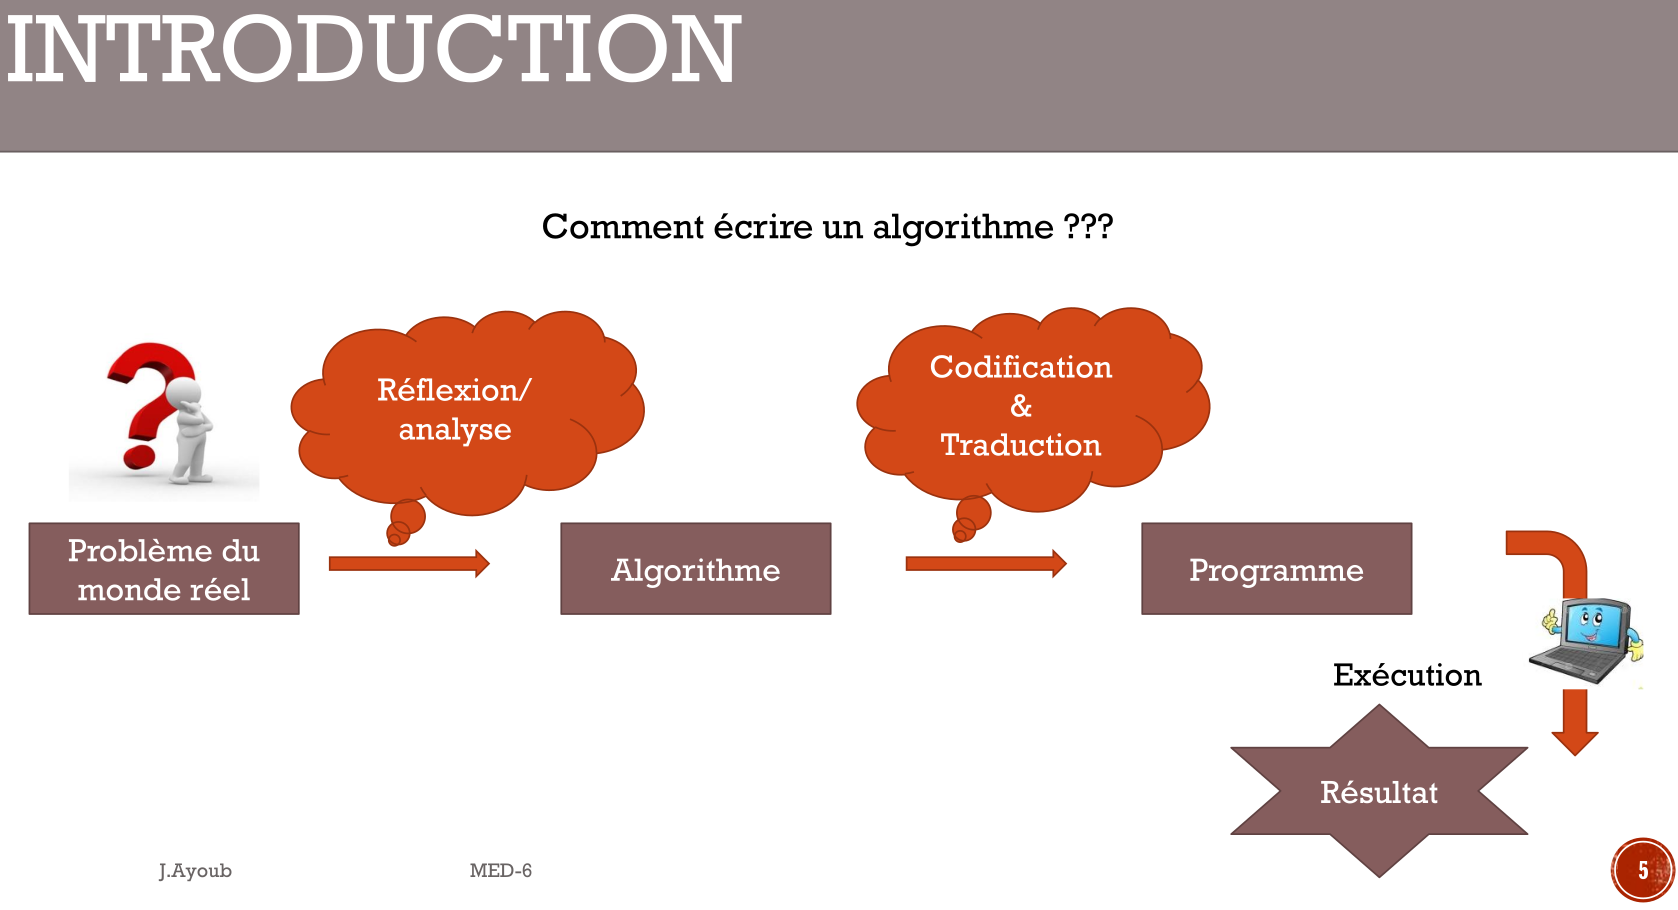 INTRODUCTION
Comment écrire un algorithme ???
Réflexion/
analyse
Codification
&
Traduction
Problème du
monde réel
Algorithme
Programme
Exécution
Résultat
J.Ayoub
MED-6
5